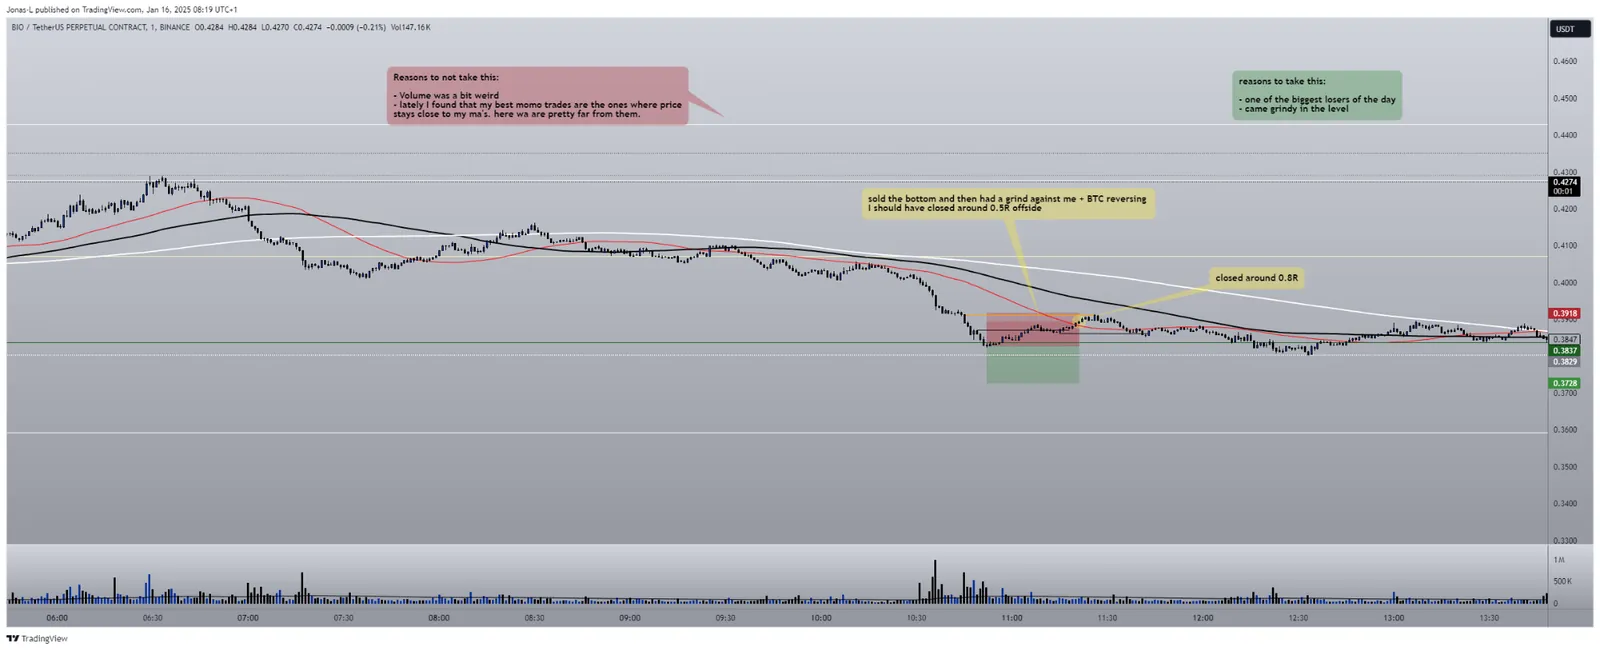 Jonas-L published on TradingView.com, Jan 16, 2025 08:19 UTC+1
BIO / TetherUS PERPETUAL CONTRACT, 1, BINANCE O0.4284 H0.4284 L0.4270 C0.4274 −0.0009 (−0.21%) Vol147.16K
USDT
Reasons to not take this:
- Volume was a bit weird
- lately I found that my best momo trades are the ones where price
stays close to my ma's. here wa are pretty far from them.
reasons to take this:
- one of the biggest losers of the day
- came grindy in the level
sold the bottom and then had a grind against me + BTC reversing
I should have closed around 0.5R offside
closed around 0.8R
0.4600
0.4500
0.4400
0.4300
0.4274
00:01
0.4200
0.4100
0.4000
0.3918
0.3900
0.3847
0.3837
0.3829
0.3728
0.3700
0.3600
0.3500
0.3400
0.3300
1M
500K
0
06:00 06:30 07:00 07:30 08:00 08:30 09:00 09:30 10:00 10:30 11:00 11:30 12:00 12:30 13:00 13:30
TradingView